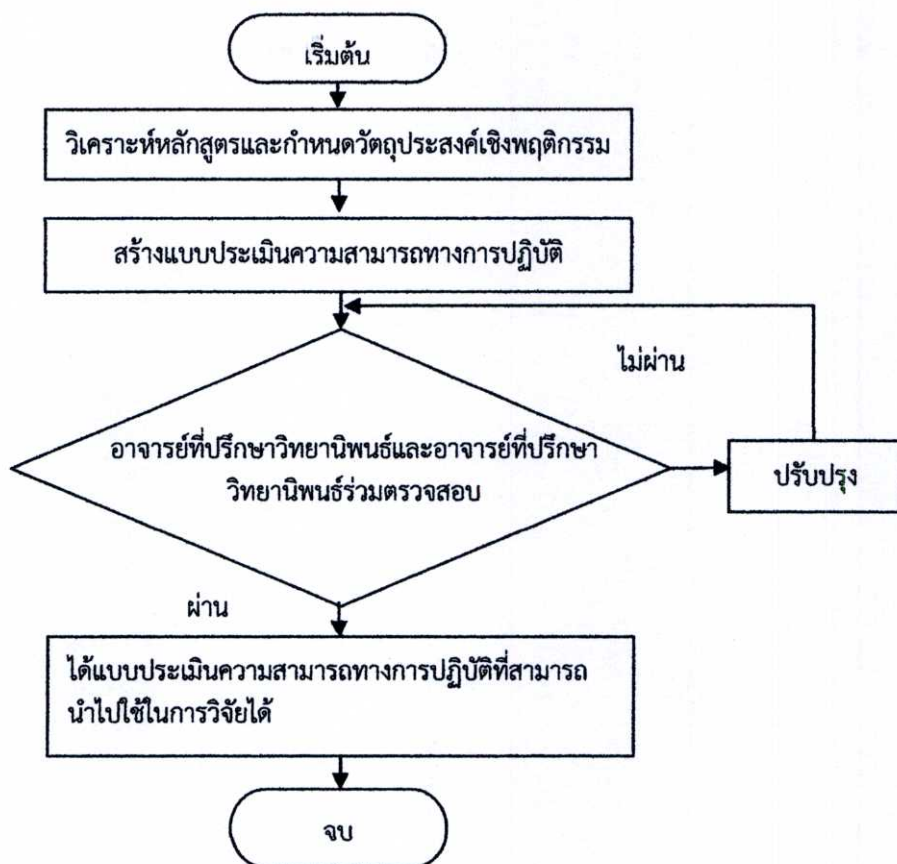 เริ่มต้น
วิเคราะห์หลักสูตรและกำหนดวัตถุประสงค์เชิงพฤติกรรม
สร้างแบบประเมินความสามารถทางการปฏิบัติ
ไม่ผ่าน
อาจารย์ที่ปรึกษาวิทยานิพนธ์และอาจารย์ที่ปรึกษา
วิทยานิพนธ์ร่วมตรวจสอบ
ปรับปรุง
ผ่าน
ได้แบบประเมินความสามารถทางการปฏิบัติที่สามารถ
นำไปใช้ในการวิจัยได้
จบ